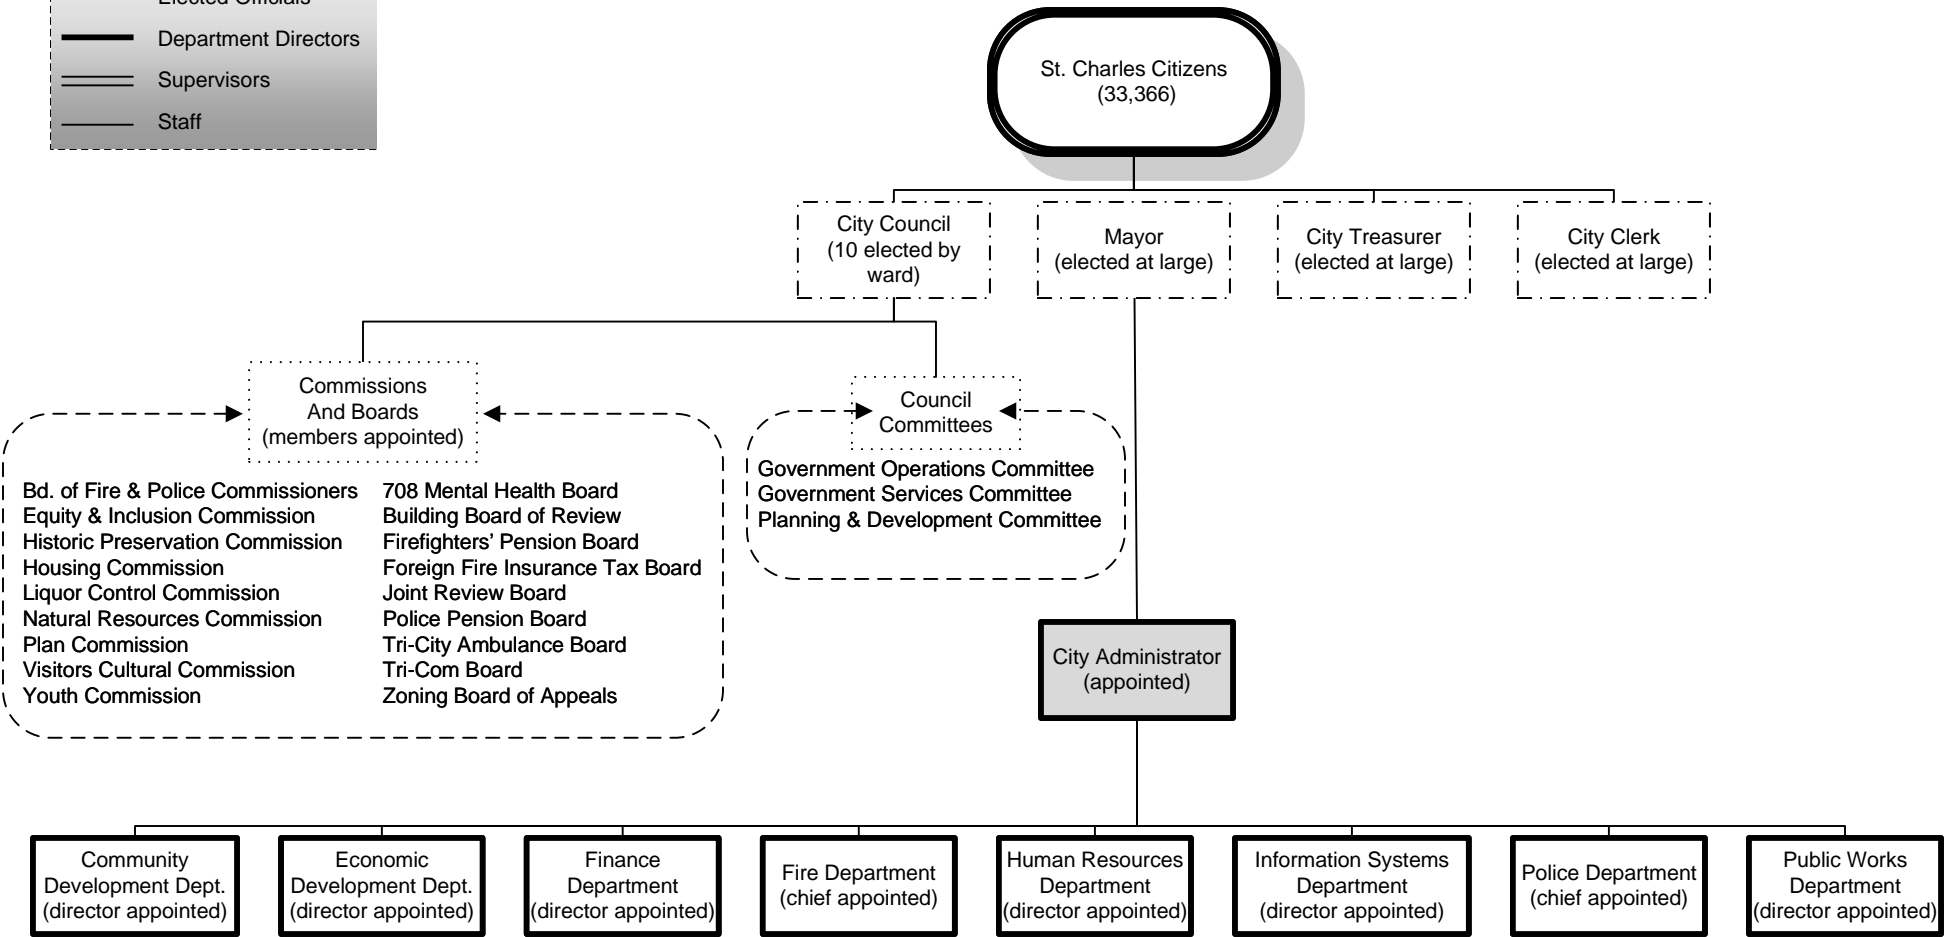 Elected Officials
Department Directors
Supervisors
Staff
St. Charles Citizens
(33,366)
City Council
(10 elected by
ward)
Mayor
(elected at large)
City Treasurer
(elected at large)
City Clerk
(elected at large)
Commissions
And Boards
(members appointed)
Bd. of Fire & Police Commissioners
Equity & Inclusion Commission
Historic Preservation Commission
Housing Commission
Liquor Control Commission
Natural Resources Commission
Plan Commission
Visitors Cultural Commission
Youth Commission
708 Mental Health Board
Building Board of Review
Firefighters’ Pension Board
Foreign Fire Insurance Tax Board
Joint Review Board
Police Pension Board
Tri-City Ambulance Board
Tri-Com Board
Zoning Board of Appeals
Council
Committees
Government Operations Committee
Government Services Committee
Planning & Development Committee
City Administrator
(appointed)
Community
Development Dept.
(director appointed)
Economic
Development Dept.
(director appointed)
Finance
Department
(director appointed)
Fire Department
(chief appointed)
Human Resources
Department
(director appointed)
Information Systems
Department
(director appointed)
Police Department
(chief appointed)
Public Works
Department
(director appointed)